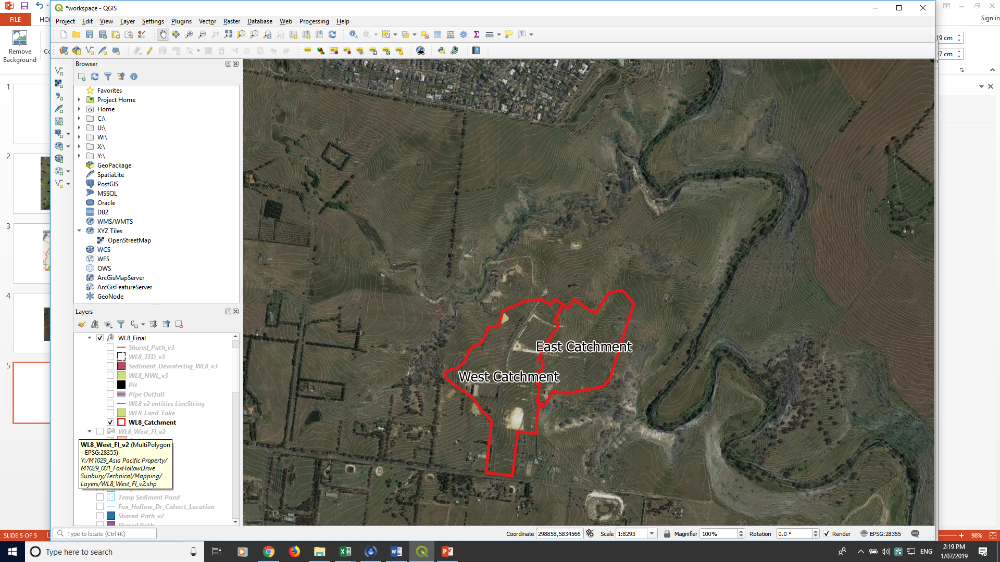 *workspace - QGIS
Sign in
FILE
HO
Project Edit View Layer Settings Plugins Vector Raster Database Web Processing Help
Remove
Background
Co
19 cm
07 cm
Browser
Favorites
Project Home
Home
C:\
U:\
W:\
X:\
Y:\
GeoPackage
SpatiaLite
PostGIS
MSSQL
Oracle
DB2
WMS/WMTS
XYZ Tiles
OpenStreetMap
WCS
WFS
OWS
ArcGisMapServer
ArcGisFeatureServer
GeoNode
1
2
3
4
5
Layers
WL8_Final
Shared_Path_v3
WL8_TED_v3
Sediment_Dewatering_WL8_v3
WL8_NWL_v3
Pit
Pipe Outfall
WL8 v2 entities LineString
WL8_Land_Take
WL8_Catchment
WL8_West_FI_v2
WL8_West_FI_v2 (MultiPolygon
- EPSG:28355)
Y:/M1029_Asia Pacific Property/
M1029_001_FoxHollowDrive
Sunbury/Technical/Mapping/
Layers/WL8_West_FI_v2.shp
Temp Sediment Pond
Fox_Hollow_Dr_Culvert_Location
Shared_Path_v2
Shared Path
East Catchment
West Catchment
Type to locate (Ctrl+K)
Coordinate 298858,5834566 Scale 1:8293 Magnifier 100% Rotation 0.0 ° Render EPSG:28355
SLIDE 5 OF 5
98%
Type here to search
ENG
2:19 PM
1/07/2019